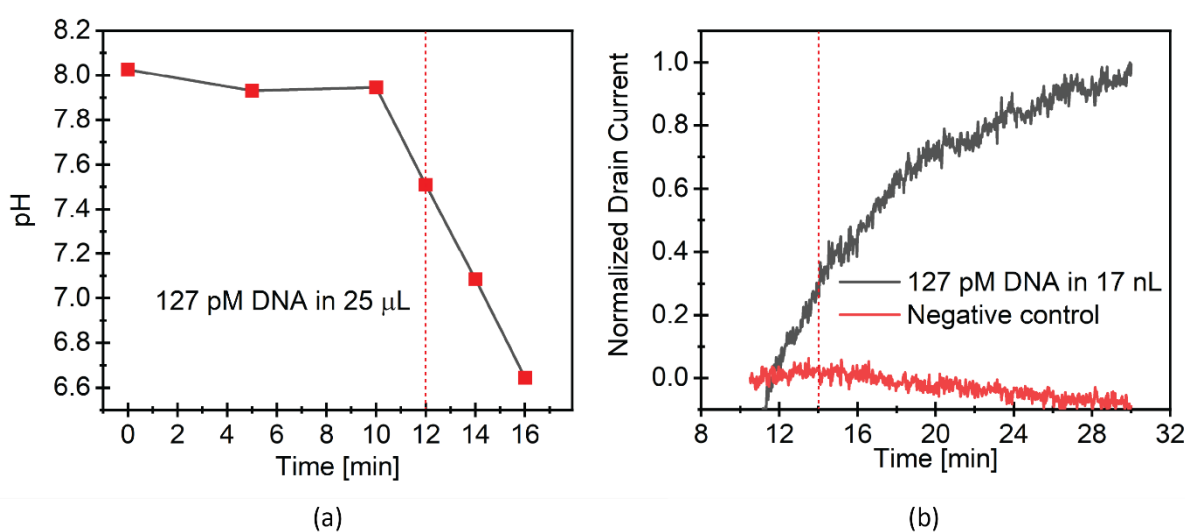 8.2
8.0
7.8
7.6
7.4
7.2
7.0
6.8
6.6
pH
127 pM DNA in 25 μL
0 2 4 6 8 10 12 14 16
Time [min]
(a)
1.0
0.8
0.6
0.4
0.2
0.0
Normalized Drain Current
127 pM DNA in 17 nL
Negative control
8 12 16 20 24 28 32
Time [min]
(b)